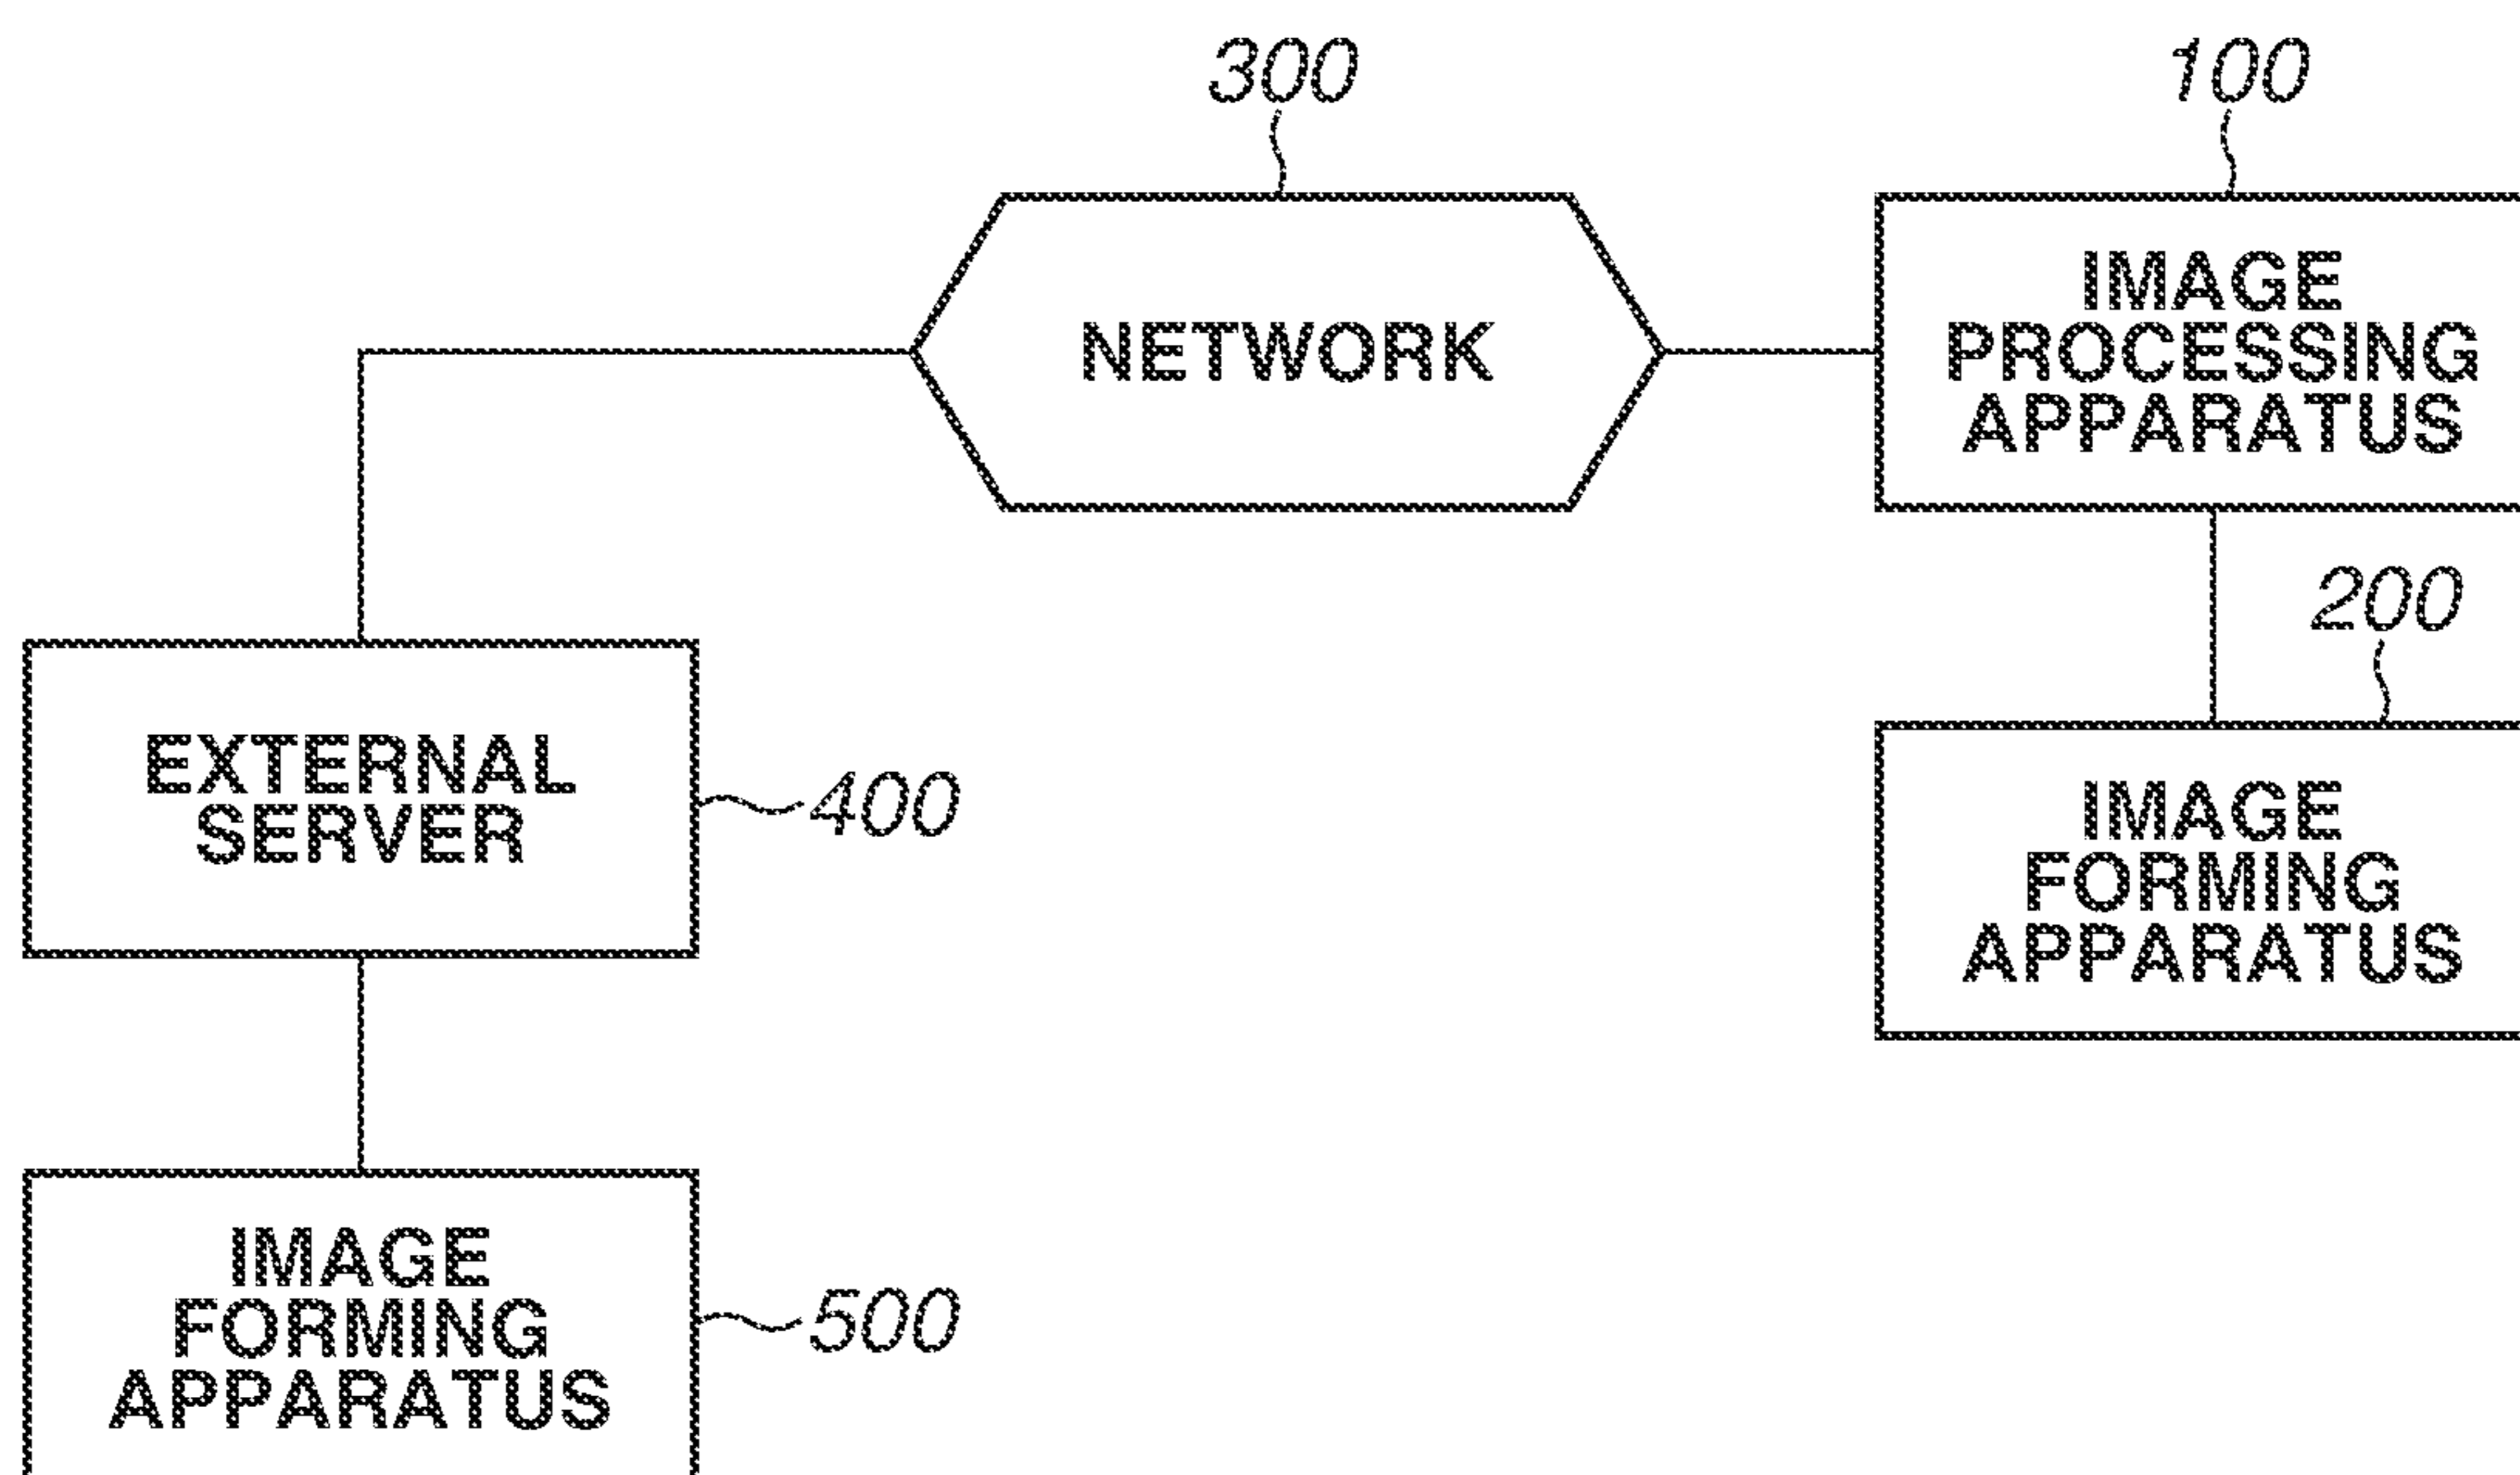 300
100
NETWORK
IMAGE
PROCESSING
APPARATUS
200
EXTERNAL
SERVER
400
IMAGE
FORMING
APPARATUS
IMAGE
FORMING
APPARATUS
500